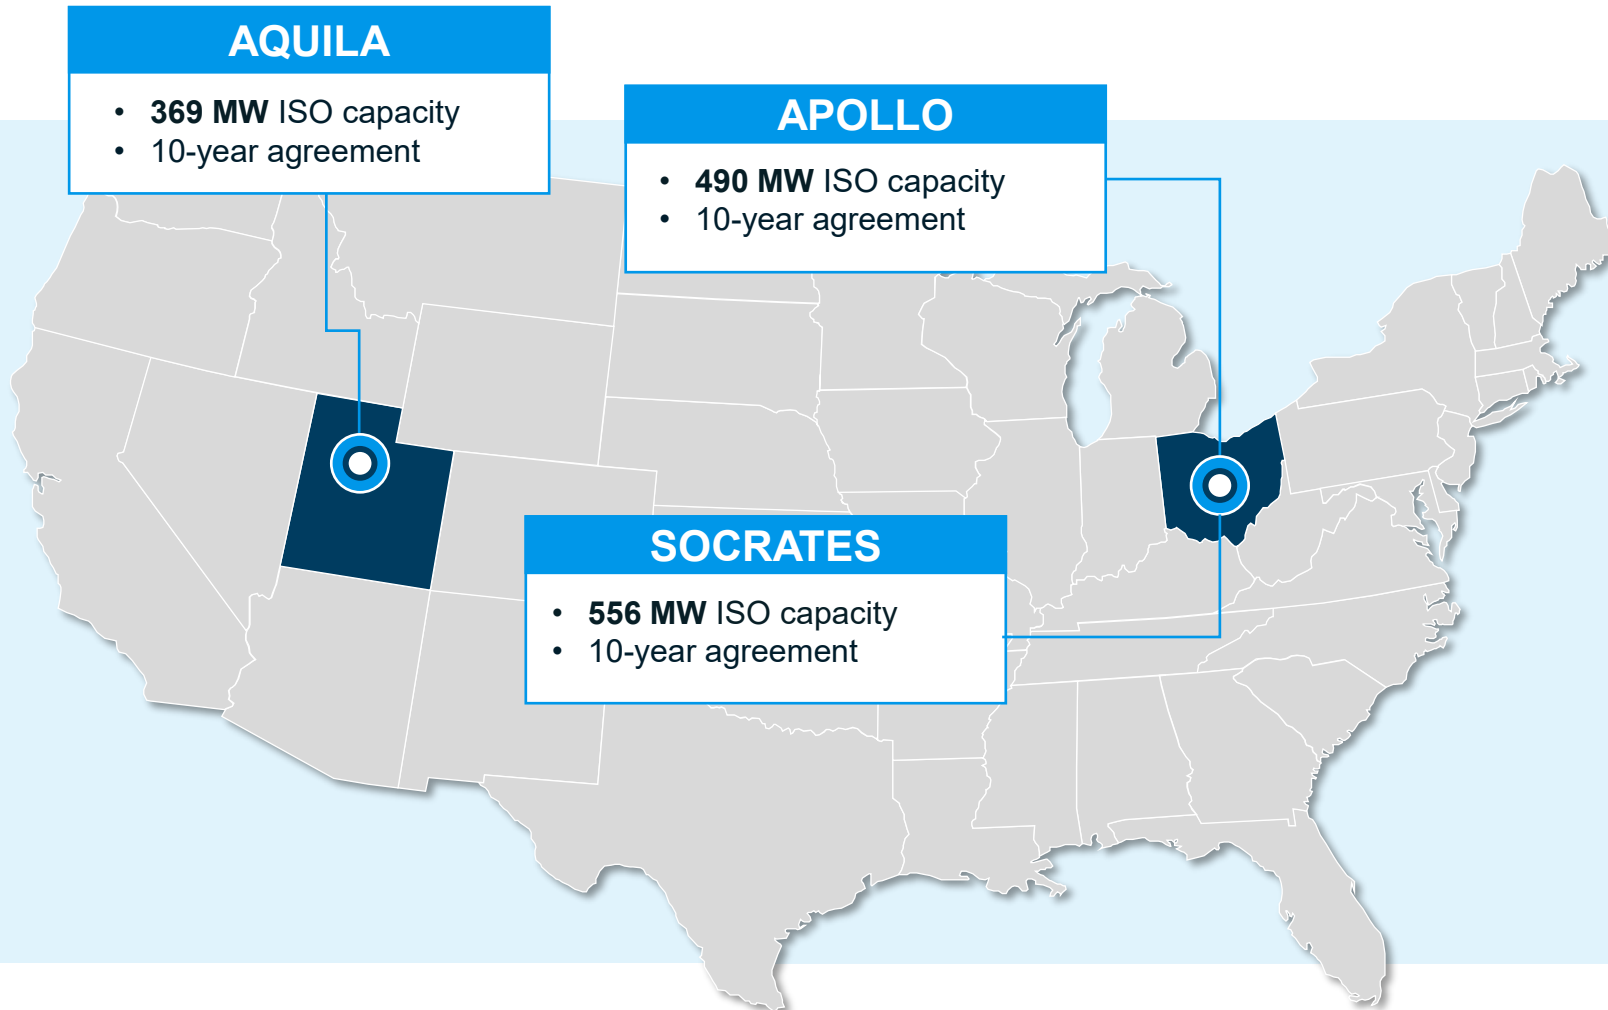 AQUILA
• 369 MW ISO capacity
• 10-year agreement
APOLLO
• 490 MW ISO capacity
• 10-year agreement
SOCRATES
• 556 MW ISO capacity
• 10-year agreement